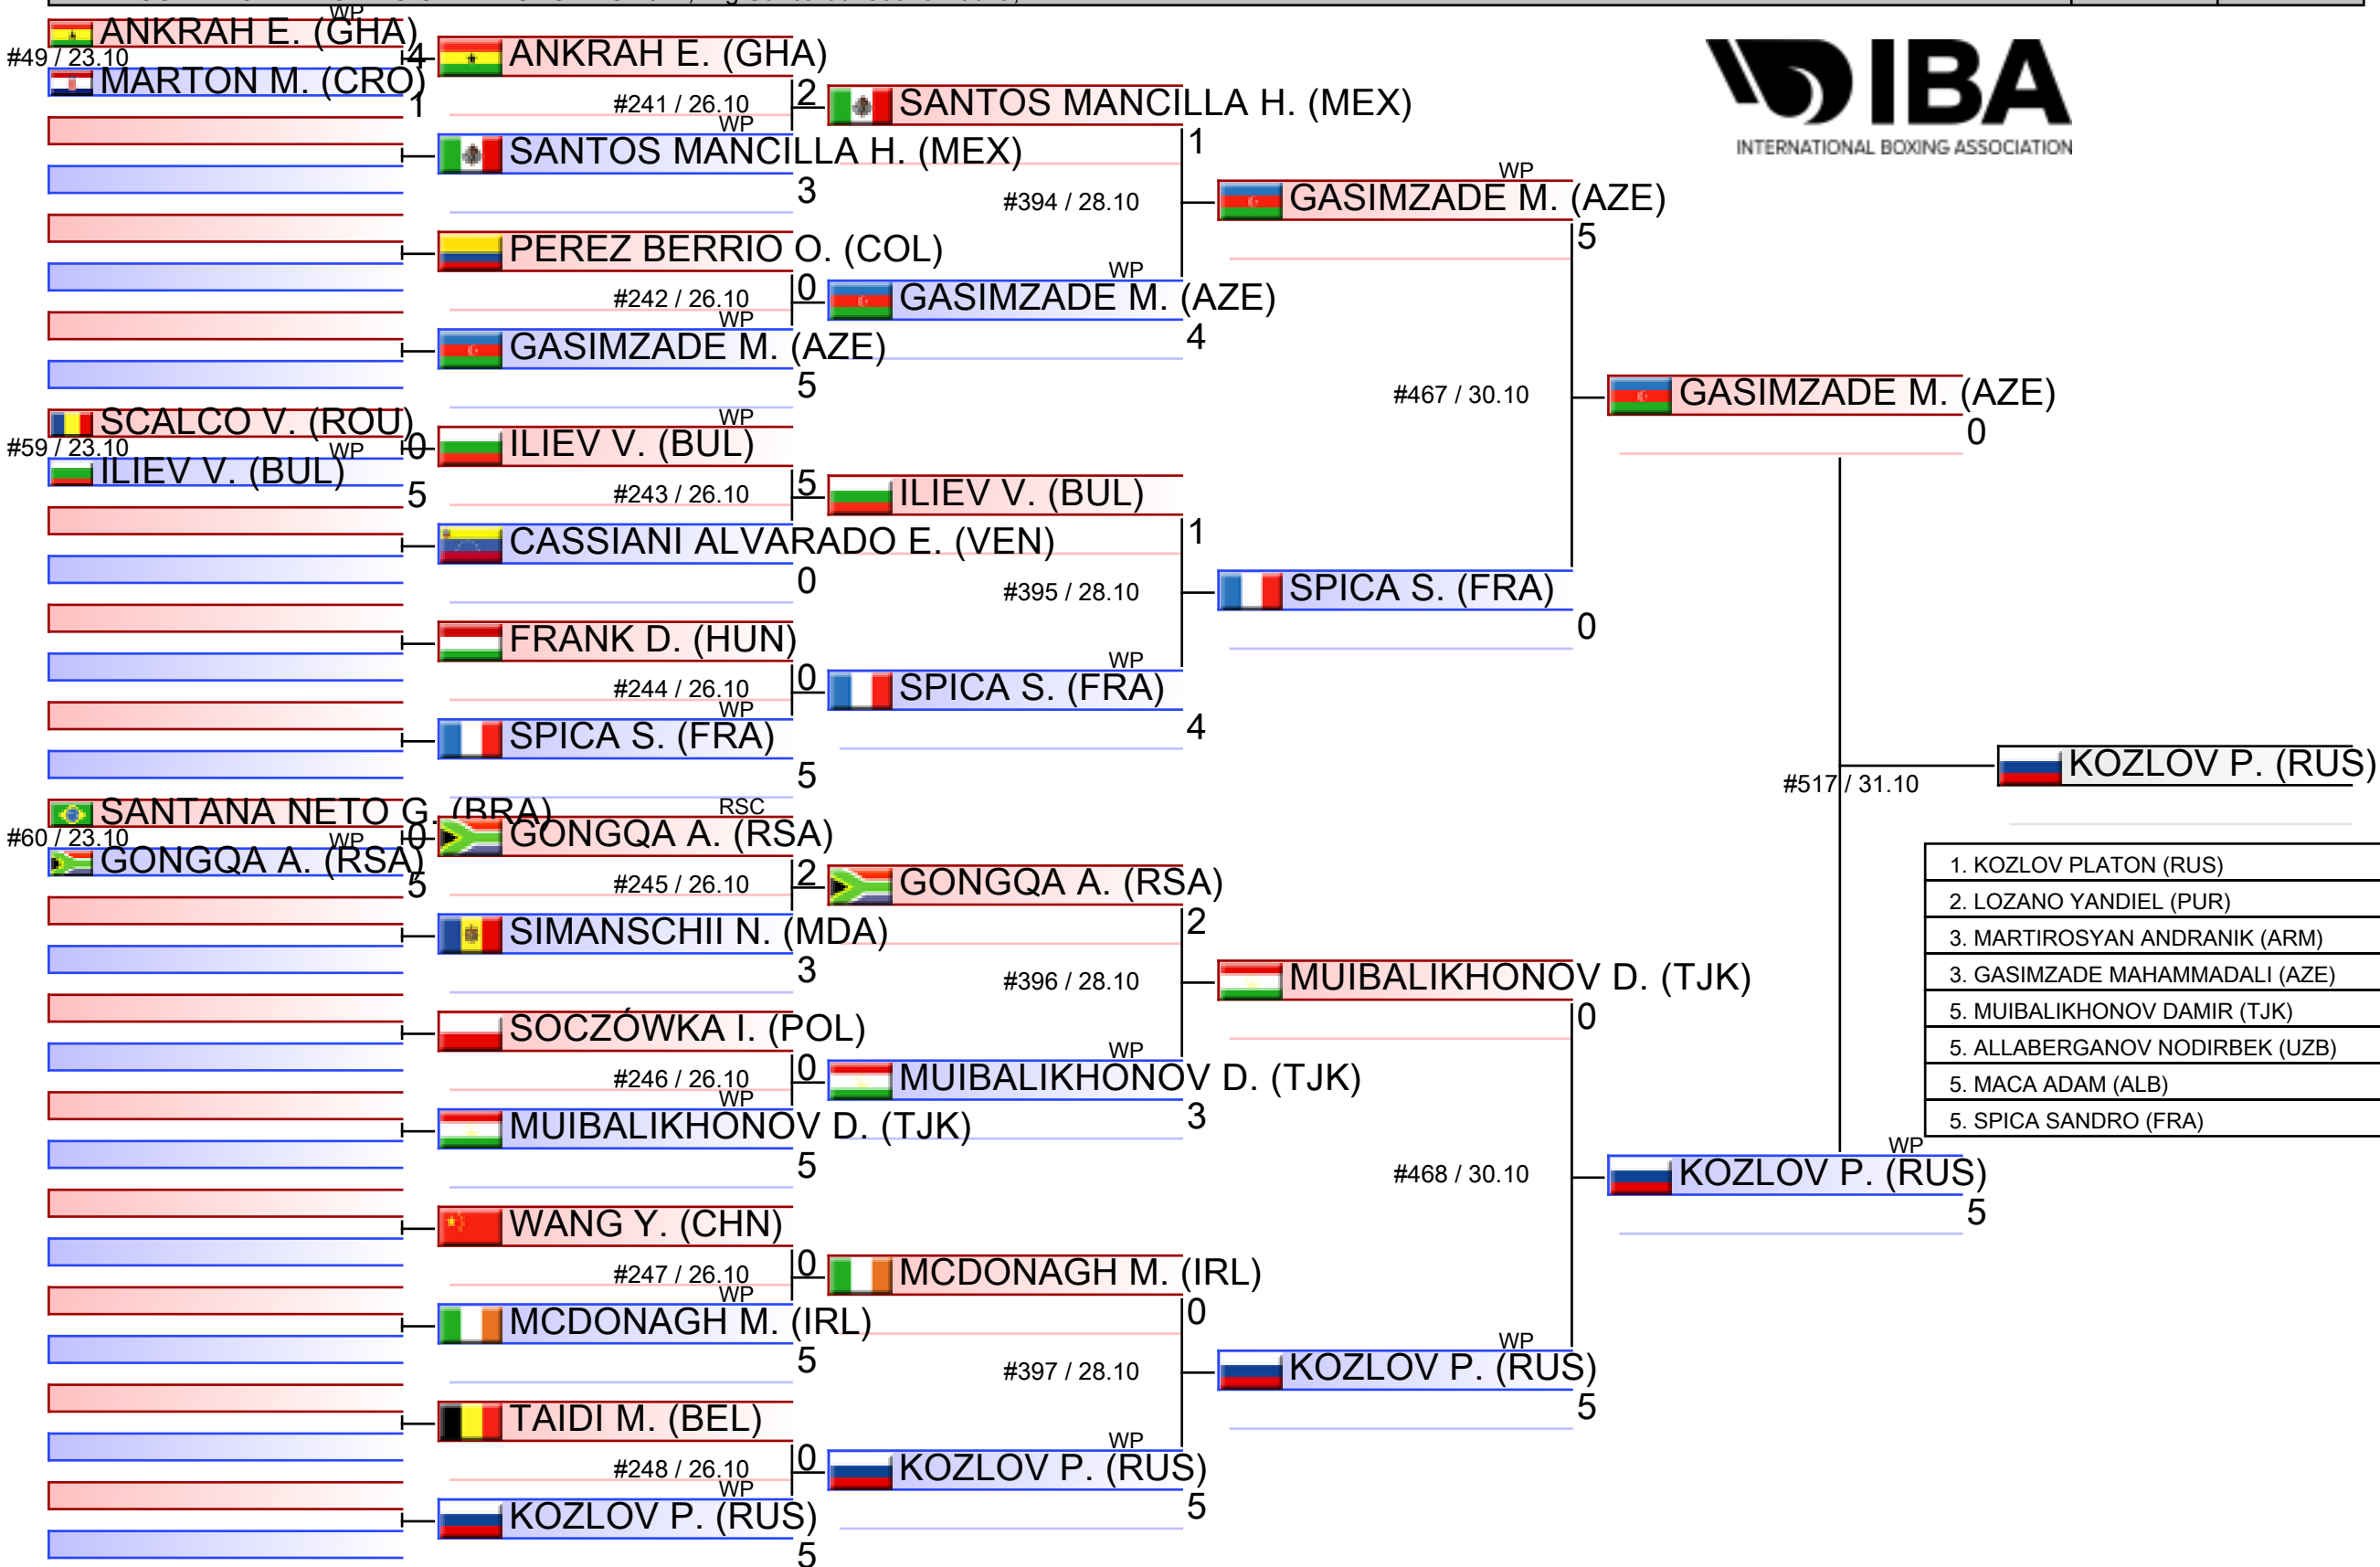 WP
ANKRAH E. (GHA)
#49 / 23.10
4
MARTON M. (CRO)
1
SCALCO V. (ROU)
#59 / 23.10
WP
0
ILIEV V. (BUL)
5
SANTANA NETO G. (BRA)
#60 / 23.10
WP
0
GONGQA A. (RSA)
5
ANKRAH E. (GHA)
2
#241 / 26.10
WP
SANTOS MANCILLA H. (MEX)
3
PEREZ BERRIO O. (COL)
0
#242 / 26.10
WP
GASIMZADE M. (AZE)
5
WP
ILIEV V. (BUL)
5
#243 / 26.10
CASSIANI ALVARADO E. (VEN)
0
FRANK D. (HUN)
0
#244 / 26.10
WP
SPICA S. (FRA)
5
RSC
GONGQA A. (RSA)
2
#245 / 26.10
SIMANSCHII N. (MDA)
3
SOCZÓWKA I. (POL)
0
#246 / 26.10
WP
MUIBALIKHONOV D. (TJK)
5
WANG Y. (CHN)
0
#247 / 26.10
WP
MCDONAGH M. (IRL)
5
TAIDI M. (BEL)
0
#248 / 26.10
WP
KOZLOV P. (RUS)
5
SANTOS MANCILLA H. (MEX)
1
#394 / 28.10
WP
GASIMZADE M. (AZE)
4
ILIEV V. (BUL)
1
#395 / 28.10
WP
SPICA S. (FRA)
4
GONGQA A. (RSA)
2
#396 / 28.10
WP
MUIBALIKHONOV D. (TJK)
3
MCDONAGH M. (IRL)
0
#397 / 28.10
WP
KOZLOV P. (RUS)
5
WP
GASIMZADE M. (AZE)
5
#467 / 30.10
SPICA S. (FRA)
0
MUIBALIKHONOV D. (TJK)
0
#468 / 30.10
WP
KOZLOV P. (RUS)
5
GASIMZADE M. (AZE)
0
#517 / 31.10
WP
KOZLOV P. (RUS)
5
KOZLOV P. (RUS)
IBA
INTERNATIONAL BOXING ASSOCIATION
1. KOZLOV PLATON (RUS)
2. LOZANO YANDIEL (PUR)
3. MARTIROSYAN ANDRANIK (ARM)
3. GASIMZADE MAHAMMADALI (AZE)
5. MUIBALIKHONOV DAMIR (TJK)
5. ALLABERGANOV NODIRBEK (UZB)
5. MACA ADAM (ALB)
5. SPICA SANDRO (FRA)